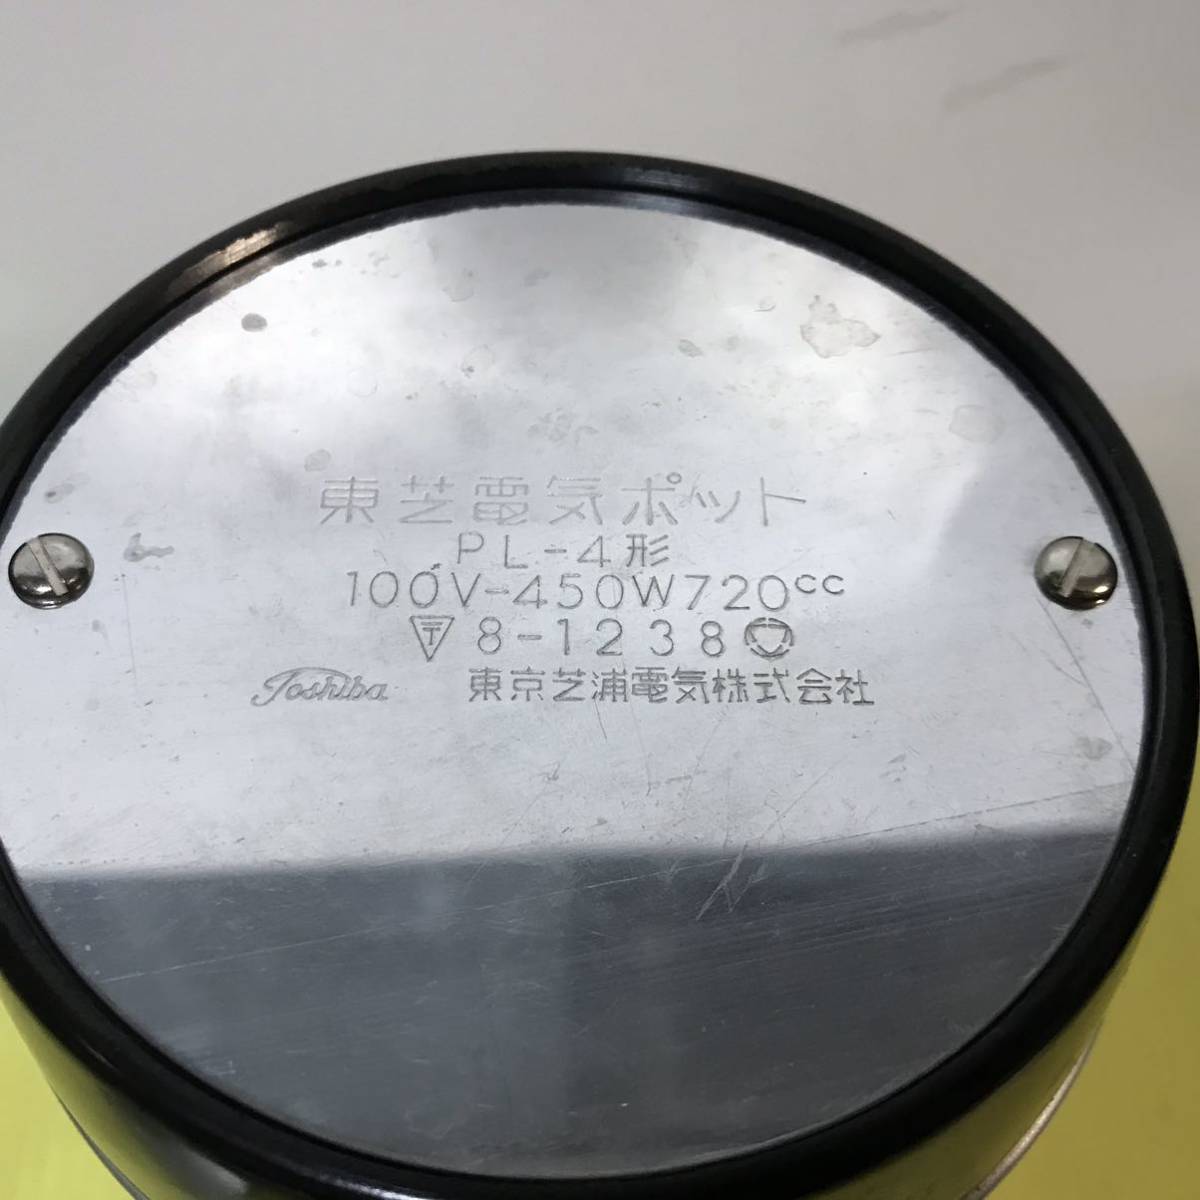 東芝電気ポット
PL-4形
100V-450W720cc
〒8-1238
Toshiba 東京芝浦電気株式会社